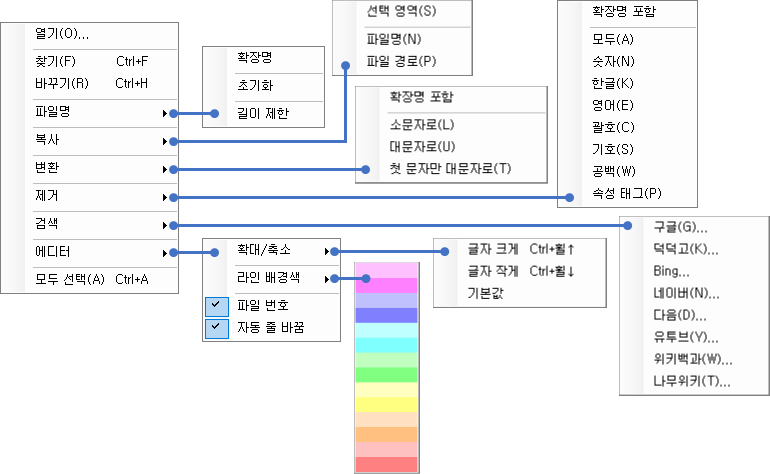 열기(O)...
찾기(F) Ctrl+F
바꾸기(R) Ctrl+H
파일명
복사
변환
제거
검색
에디터
모두 선택(A) Ctrl+A
확장명
초기화
길이 제한
선택 영역(S)
파일명(N)
파일 경로(P)
확장명 포함
소문자로(L)
대문자로(U)
첫 문자만 대문자로(T)
확장명 포함
모두(A)
숫자(N)
한글(K)
영어(E)
괄호(C)
기호(S)
공백(W)
속성 태그(P)
구글(G)...
덕덕고(K)...
Bing...
네이버(N)...
다음(D)...
유투브(Y)...
위키백과(W)...
나무위키(T)...
확대/축소
라인 배경색
파일 번호
자동 줄 바꿈
글자 크게 Ctrl+휠↑
글자 작게 Ctrl+휠↓
기본값